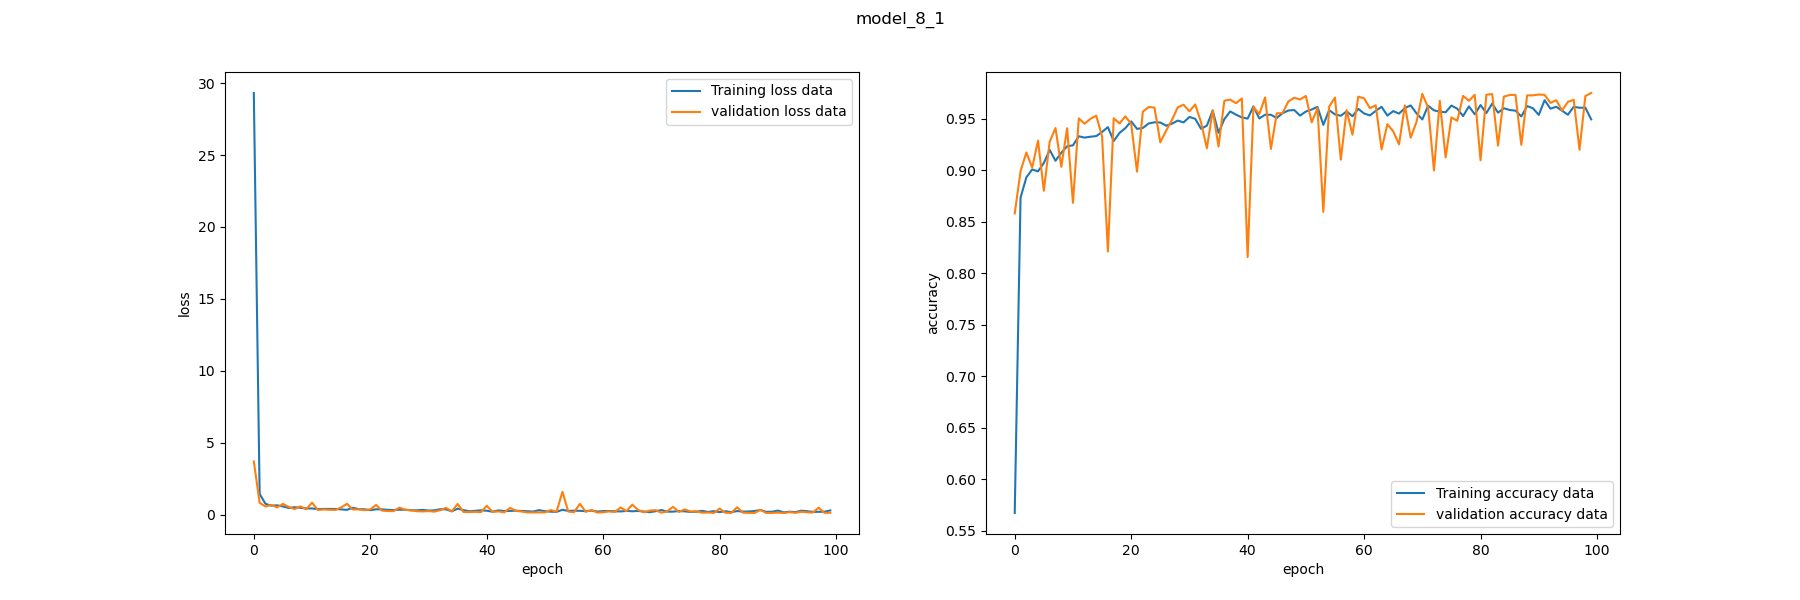 model_8_1
30
25
20
15
10
5
0
loss
0 20 40 60 80 100
epoch
Training loss data
validation loss data
0.95
0.90
0.85
0.80
0.75
0.70
0.65
0.60
0.55
accuracy
0 20 40 60 80 100
epoch
Training accuracy data
validation accuracy data